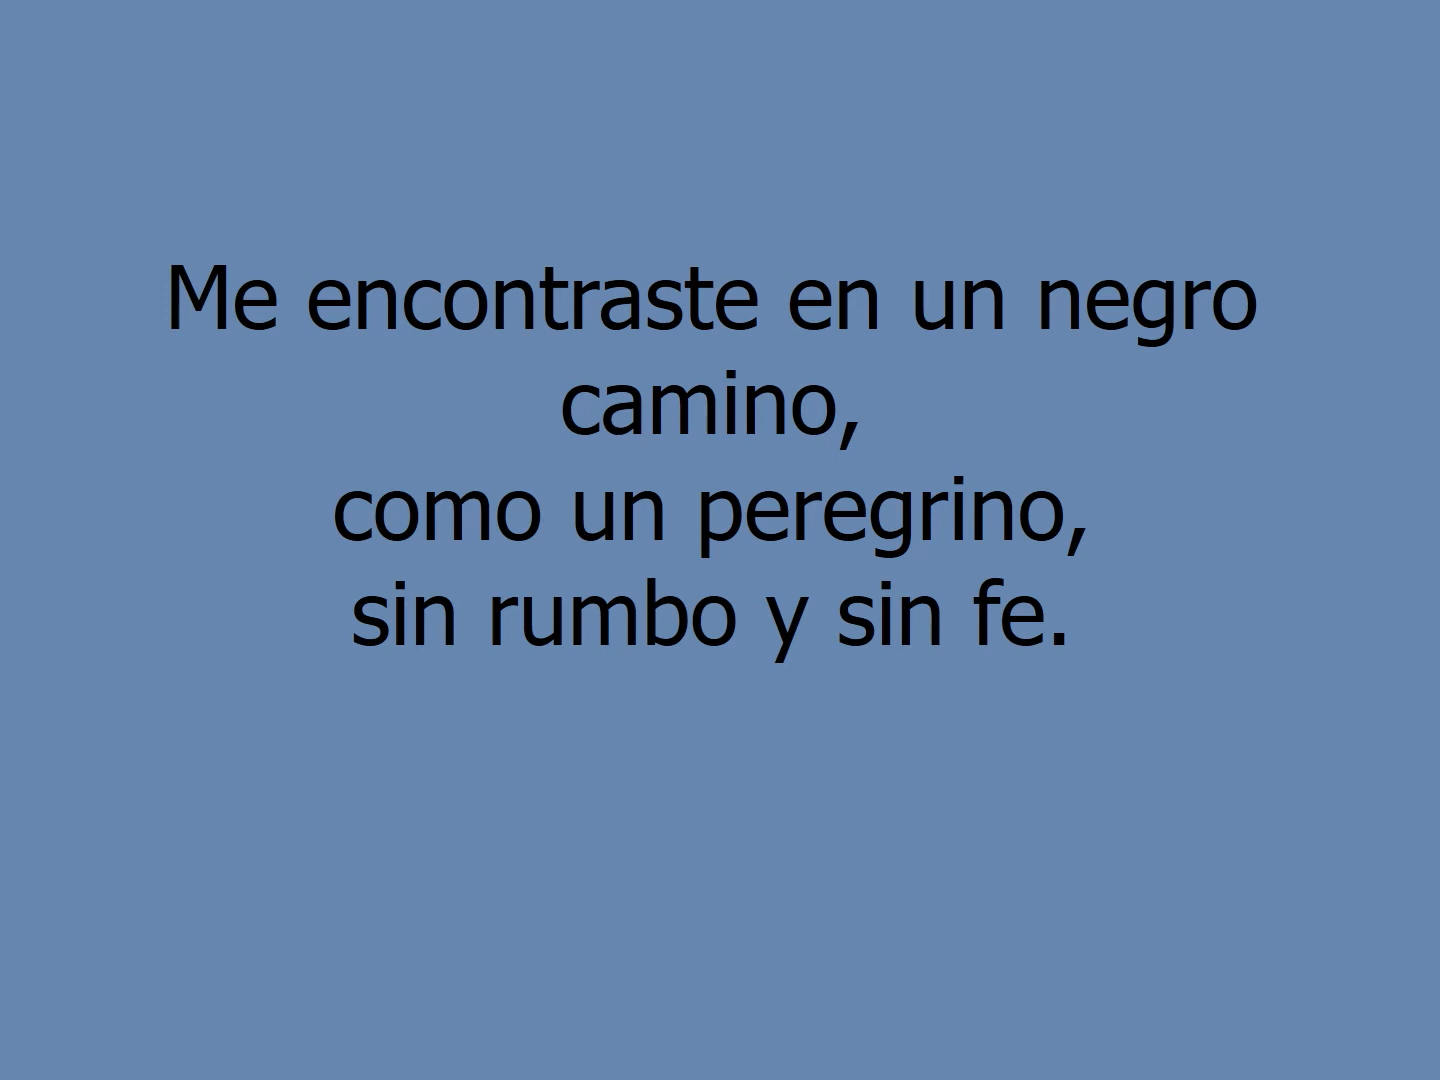 Me encontraste en un negro
camino,
como un peregrino,
sin rumbo y sin fe.